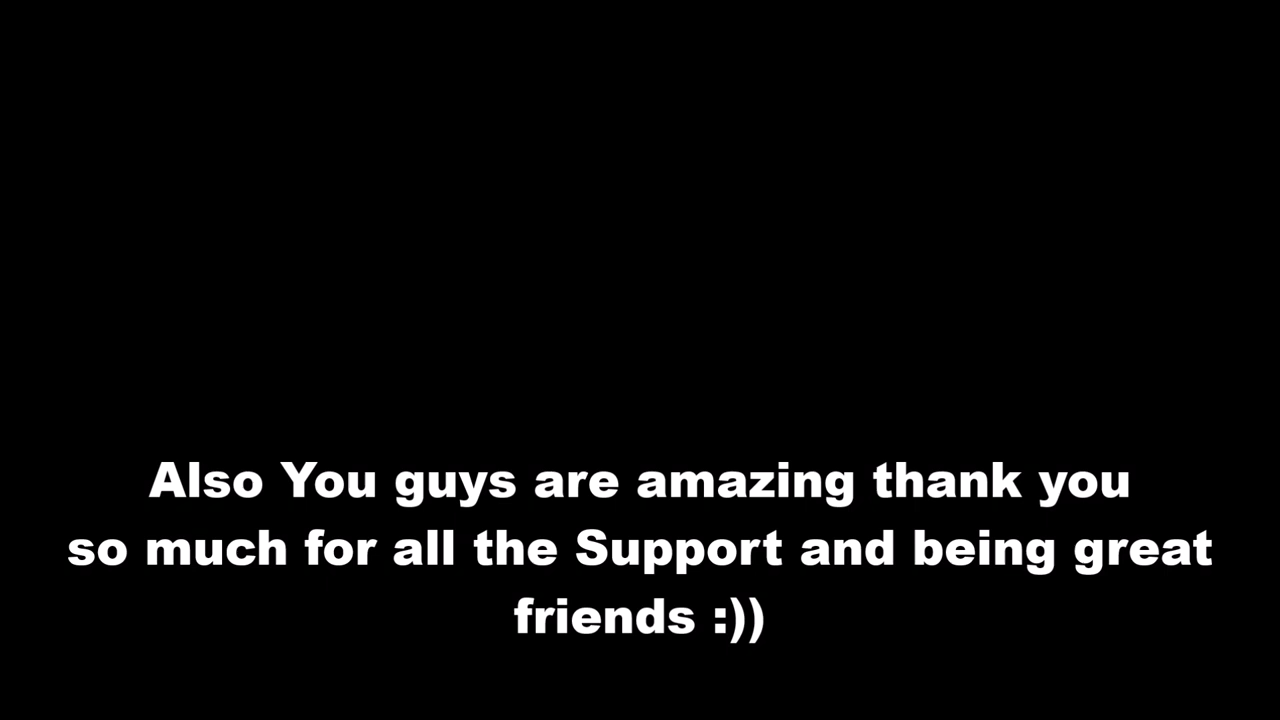 Also You guys are amazing thank you
so much for all the Support and being great
friends :))